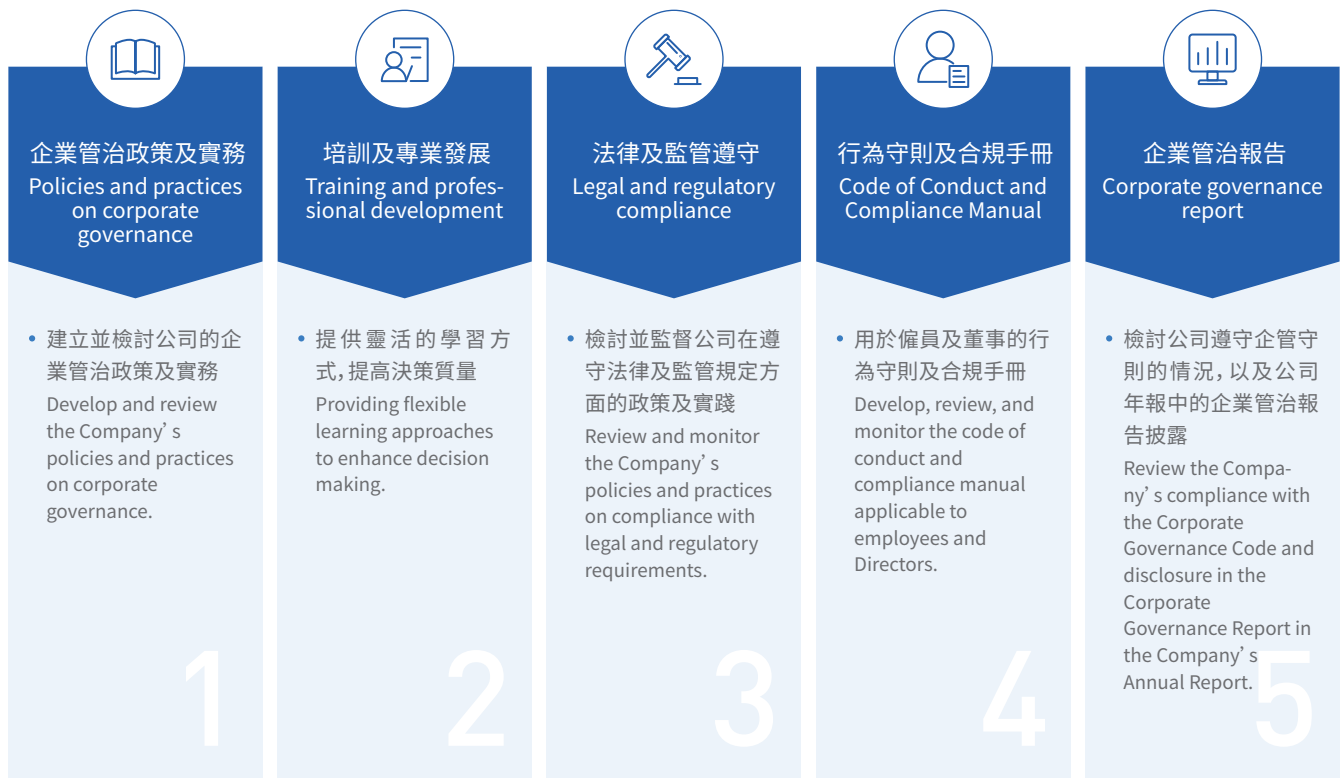 企業管治政策及實務
Policies and practices
on corporate
governance
建立並檢討公司的企
業管治政策及實務
Develop and review
the Company’s
policies and practices
on corporate
governance.
1
培訓及專業發展
Training and profes-
sional development
提供靈活的學習方
式，提高決策質量
Providing flexible
learning approaches
to enhance decision
making.
2
法律及監管遵守
Legal and regulatory
compliance
檢討並監督公司在遵
守法律及監管規定方
面的政策及實踐
Review and monitor
the Company’s
policies and practices
on compliance with
legal and regulatory
requirements.
3
行為守則及合規手冊
Code of Conduct and
Compliance Manual
用於僱員及董事的行
為守則及合規手冊
Develop, review, and
monitor the code of
conduct and
compliance manual
applicable to
employees and
Directors.
4
企業管治報告
Corporate governance
report
檢討公司遵守企管守
則的情況，以及公司
年報中的企業管治報
告披露
Review the Compa-
ny’s compliance with
the Corporate
Governance Code and
disclosure in the
Corporate
Governance Report in
the Company’s
Annual Report.
5